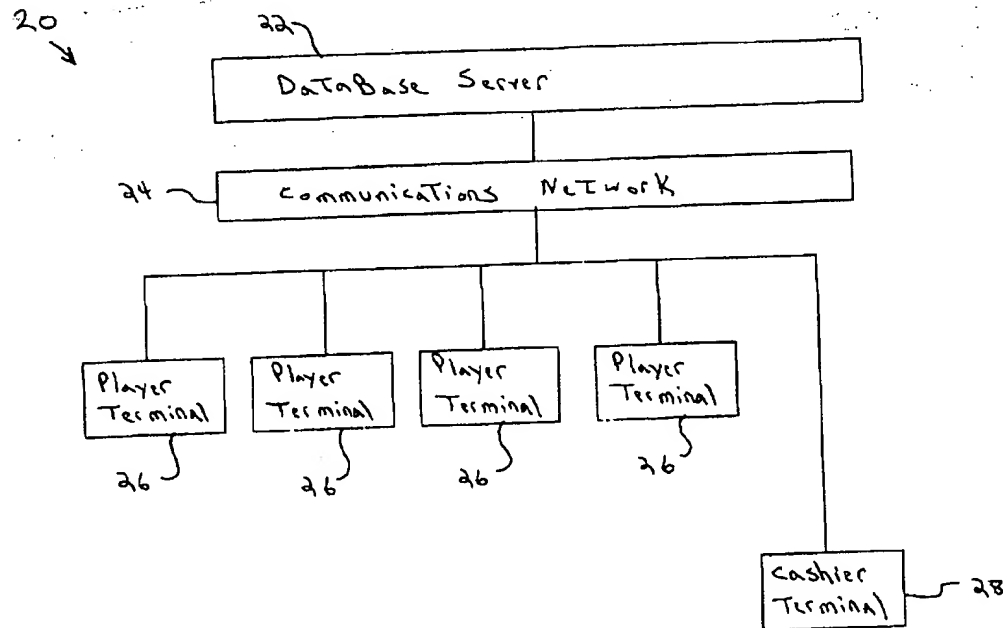 20
22
DaTaBase Server
24
CommunicaTions NeTwork
Player Player Player Player
Terminal Terminal Terminal Terminal
26 26 26 26
Cashier
Terminal
28